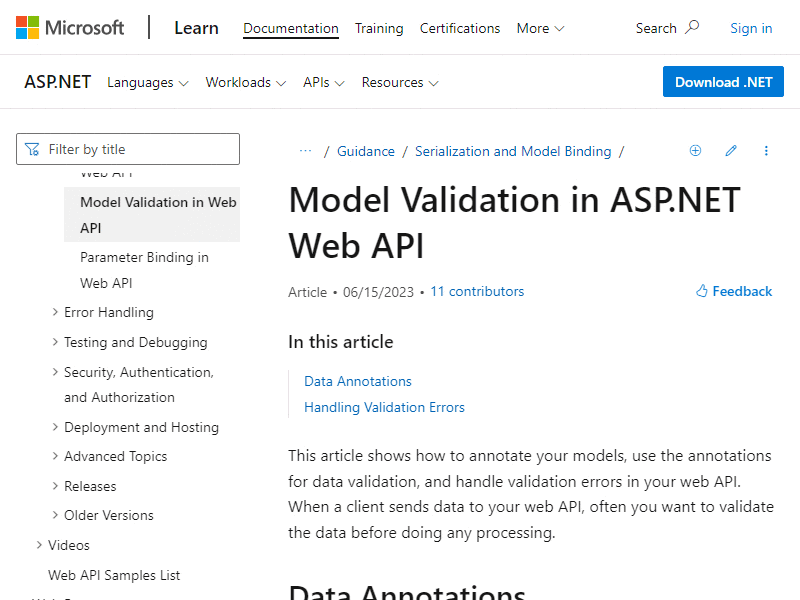 Microsoft
Learn
Documentation
Training
Certifications
More
Search
Sign in
ASP.NET
Languages
Workloads
APIs
Resources
Download .NET
Filter by title
Web API
Model Validation in Web
API
Parameter Binding in
Web API
Error Handling
Testing and Debugging
Security, Authentication,
and Authorization
Deployment and Hosting
Advanced Topics
Releases
Older Versions
Videos
Web API Samples List
... / Guidance / Serialization and Model Binding /
Model Validation in ASP.NET
Web API
Article • 06/15/2023 • 11 contributors
Feedback
In this article
Data Annotations
Handling Validation Errors
This article shows how to annotate your models, use the annotations
for data validation, and handle validation errors in your web API.
When a client sends data to your web API, often you want to validate
the data before doing any processing.
Data Annotations